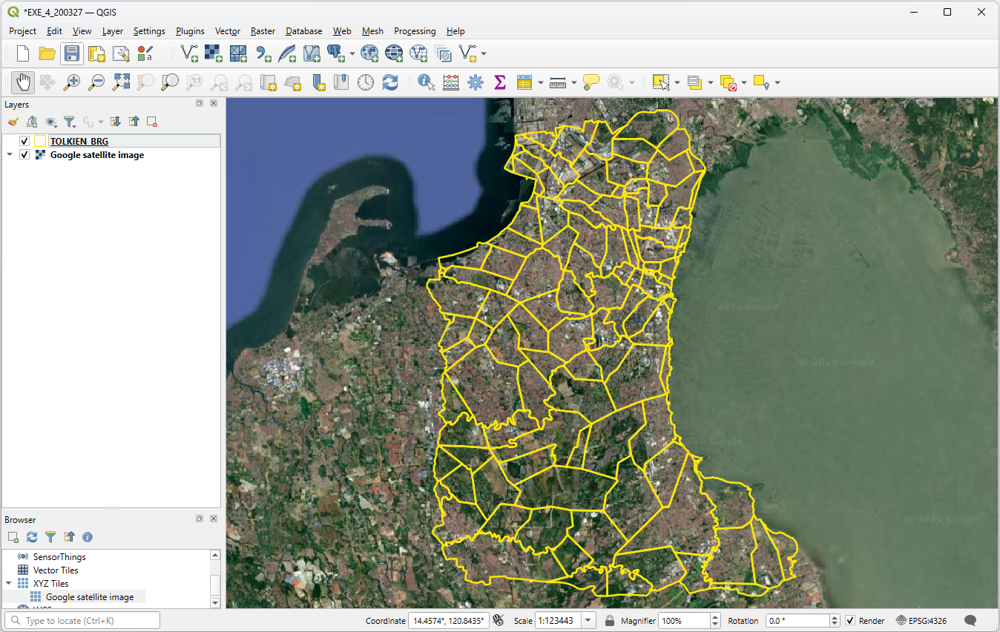 *EXE_4_200327 — QGIS
Project Edit View Layer Settings Plugins Vector Raster Database Web Mesh Processing Help
Layers
TOLKIEN_BRG
Google satellite image
© 2026 Google
© 2026 Google
2026 Google
© 2026 Google
Browser
SensorThings
Vector Tiles
XYZ Tiles
Google satellite image
Type to locate (Ctrl+K)
Coordinate 14.4574°, 120.8435° Scale 1:123443 Magnifier 100% Rotation 0.0 ° Render EPSG:4326